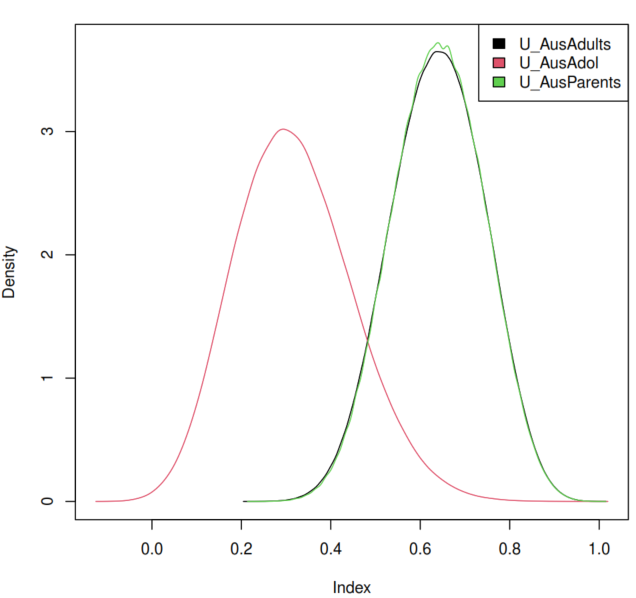 U_AusAdults
U_AusAdol
U_AusParents
Density
0
1
2
3
0.0 0.2 0.4 0.6 0.8 1.0
Index